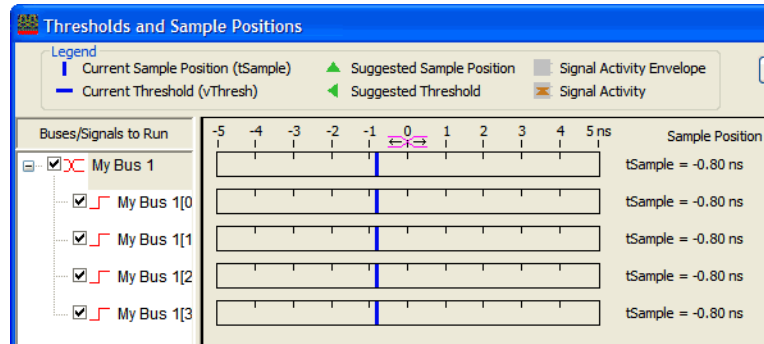 Thresholds and Sample Positions
Legend
Current Sample Position (tSample)
Suggested Sample Position
Signal Activity Envelope
Current Threshold (vThresh)
Suggested Threshold
Signal Activity
Buses/Signals to Run
-5 -4 -3 -2 -1 0 1 2 3 4 5 ns
Sample Position
My Bus 1
tSample = -0.80 ns
My Bus 1[0
tSample = -0.80 ns
My Bus 1[1
tSample = -0.80 ns
My Bus 1[2
tSample = -0.80 ns
My Bus 1[3
tSample = -0.80 ns